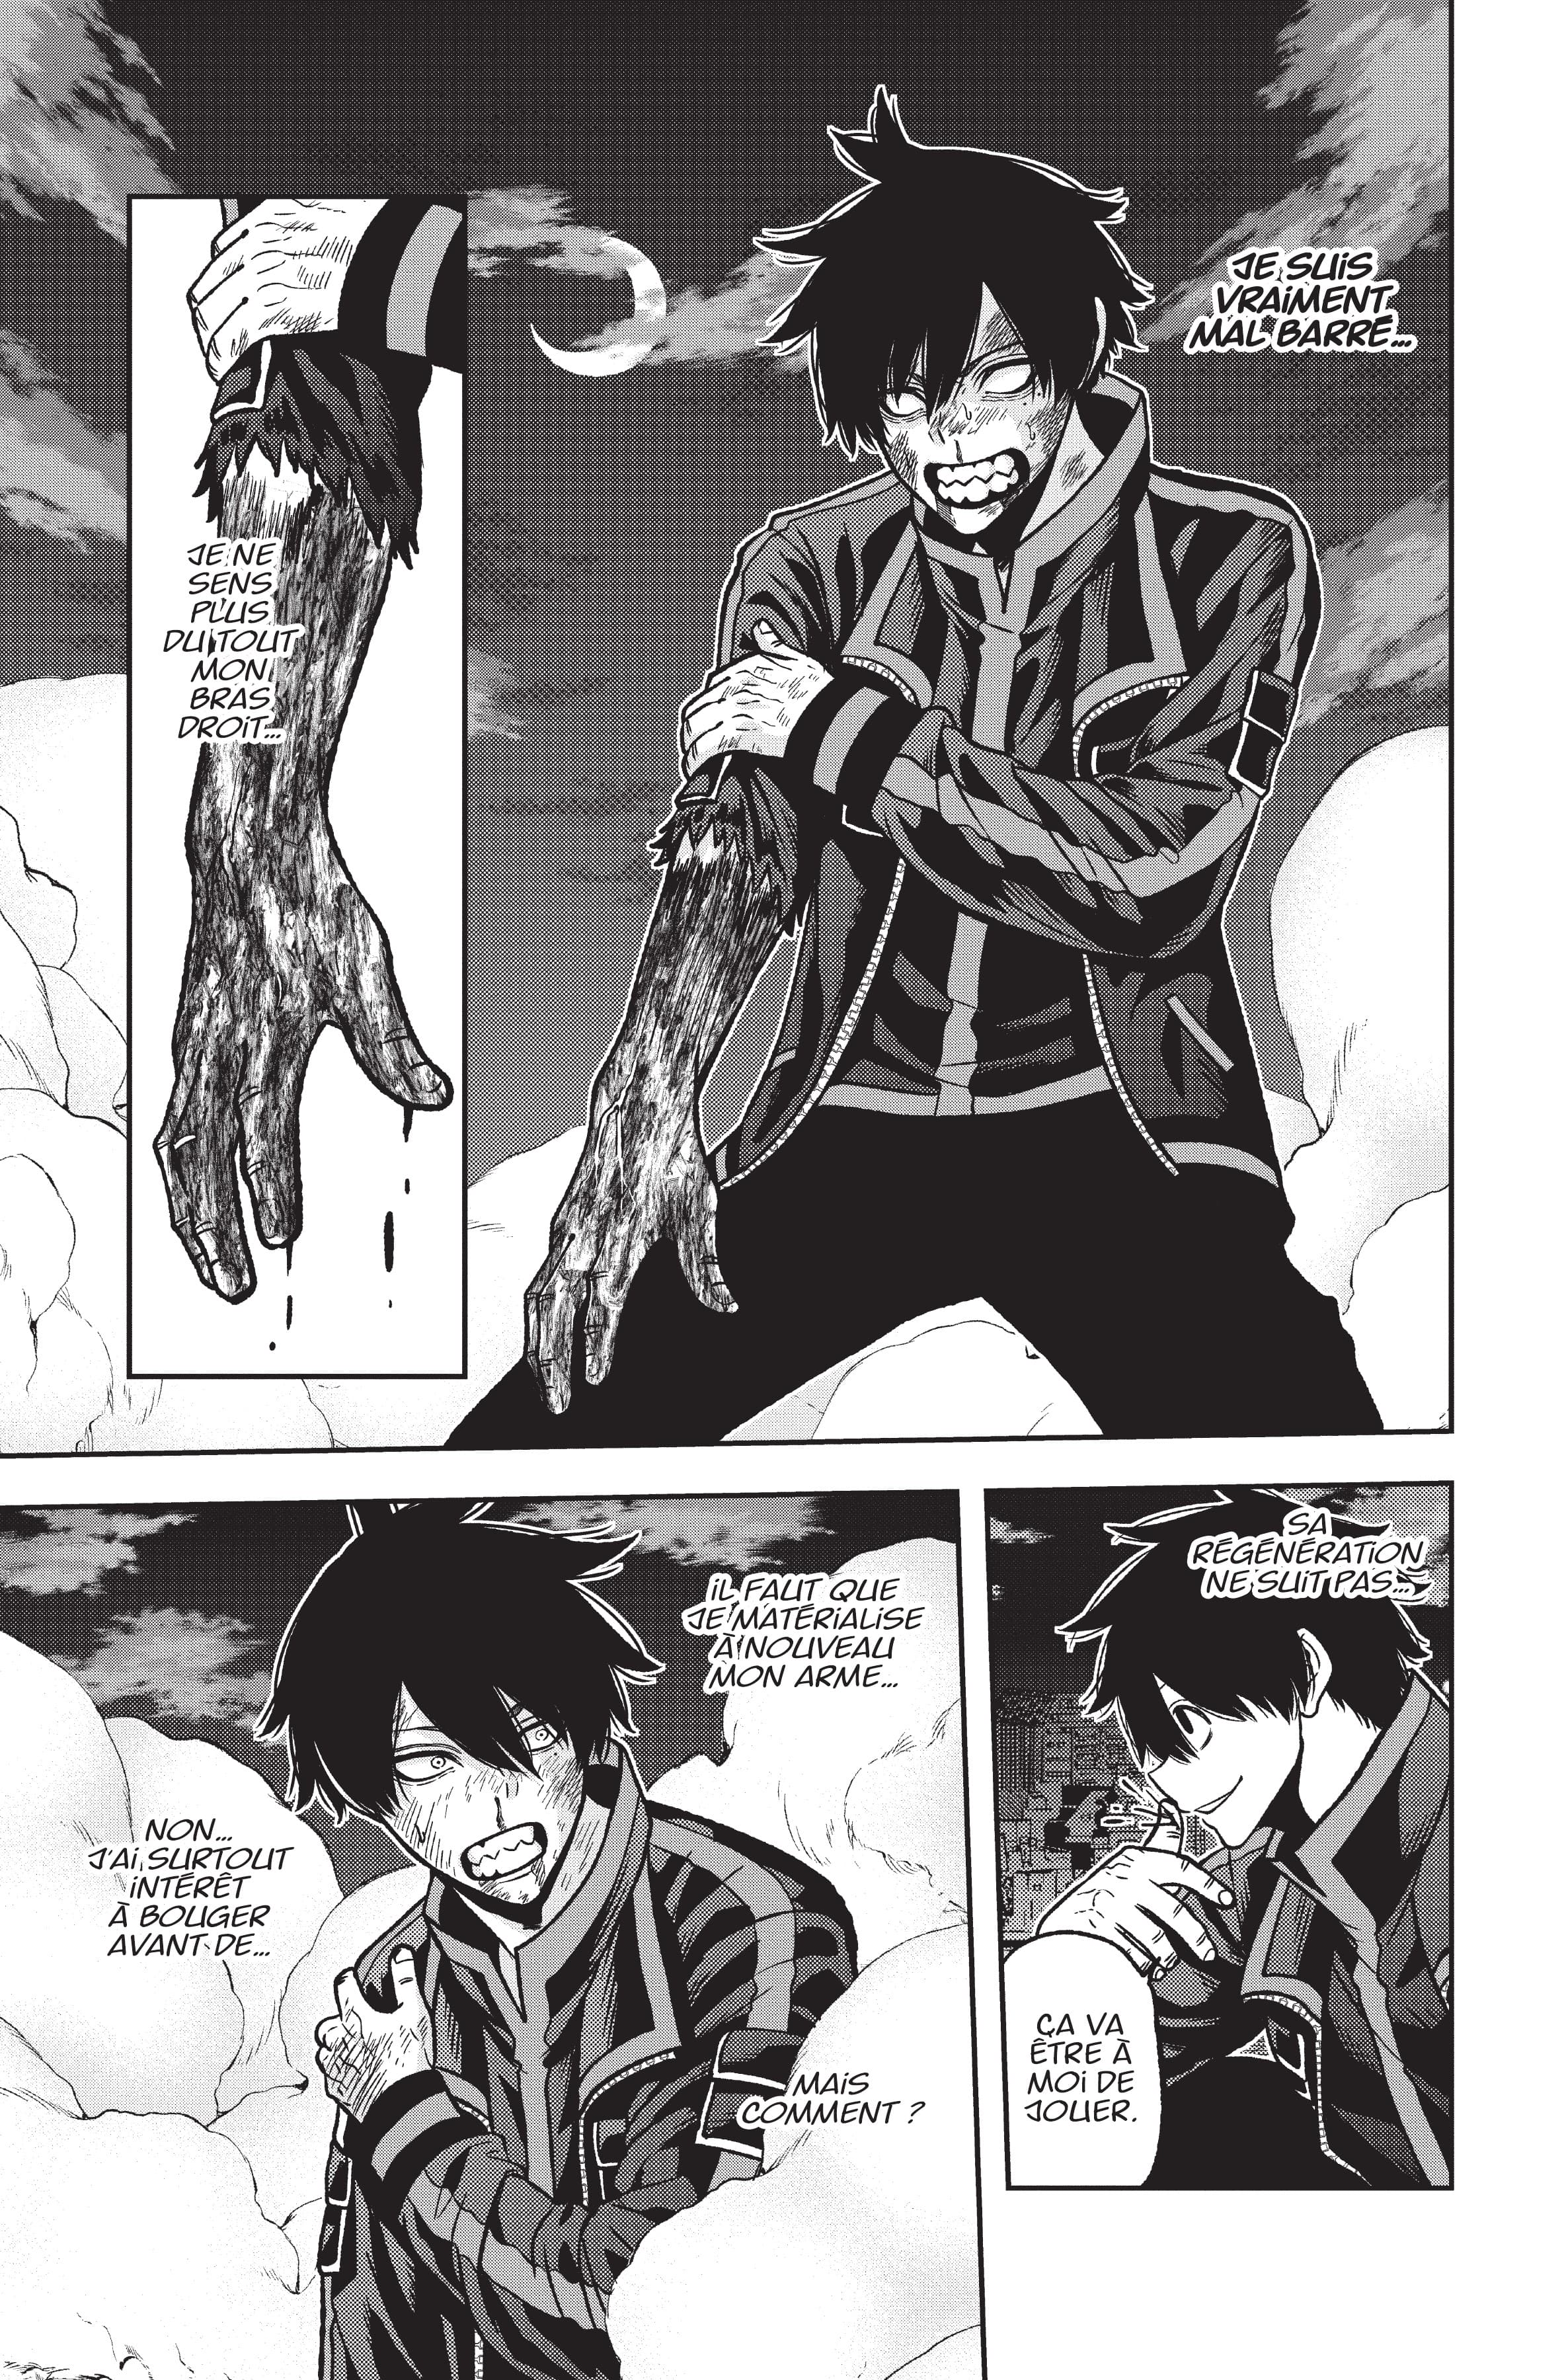 JE SUIS
VRAIMENT
MAL BARRÉ...
JE NE
SENS
PLUS
DU TOUT
MON
BRAS
DROIT...
SA
RÉGÉNÉRATION
NE SUIT PAS...
ÇA VA
ÊTRE À
MOI DE
JOUER.
IL FAUT QUE
JE MATÉRIALISE
À NOUVEAU
MON ARME...
NON...
J'AI SURTOUT
INTÉRÊT
À BOUGER
AVANT DE...
MAIS
COMMENT ?